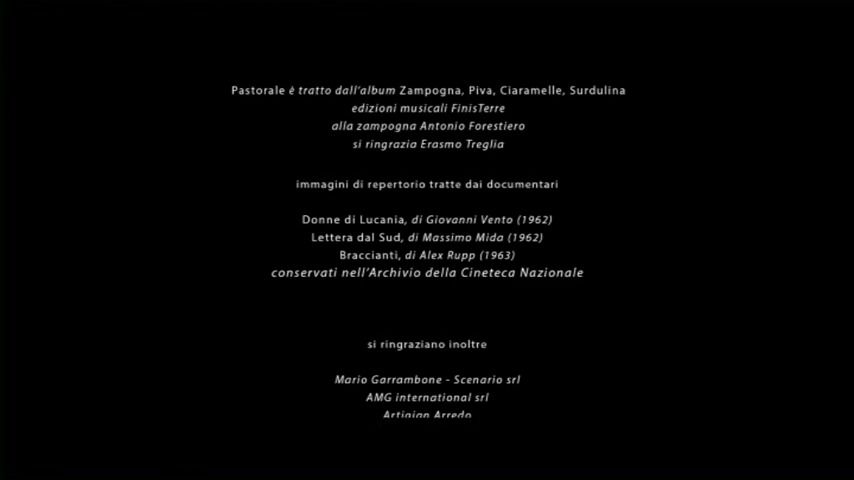 Pastorale è tratto dall'album Zampogna, Piva, Ciaramelle, Surdulina
edizioni musicali FinisTerre
alla zampogna Antonio Forestiero
si ringrazia Erasmo Treglia
immagini di repertorio tratte dai documentari
Donne di Lucania, di Giovanni Vento (1962)
Lettera dal Sud, di Massimo Mida (1962)
Braccianti, di Alex Rupp (1963)
conservati nell'Archivio della Cineteca Nazionale
si ringraziano inoltre
Mario Garrambone - Scenario srl
AMG international srl
Artigian Arredo